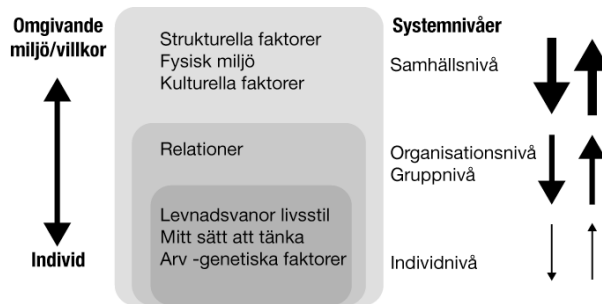 Omgivande
miljö/villkor
Individ
Strukturella faktorer
Fysisk miljö
Kulturella faktorer
Relationer
Levnadsvanor livsstil
Mitt sätt att tänka
Arv -genetiska faktorer
Systemnivåer
Samhällsnivå
Organisationsnivå
Gruppnivå
Individnivå